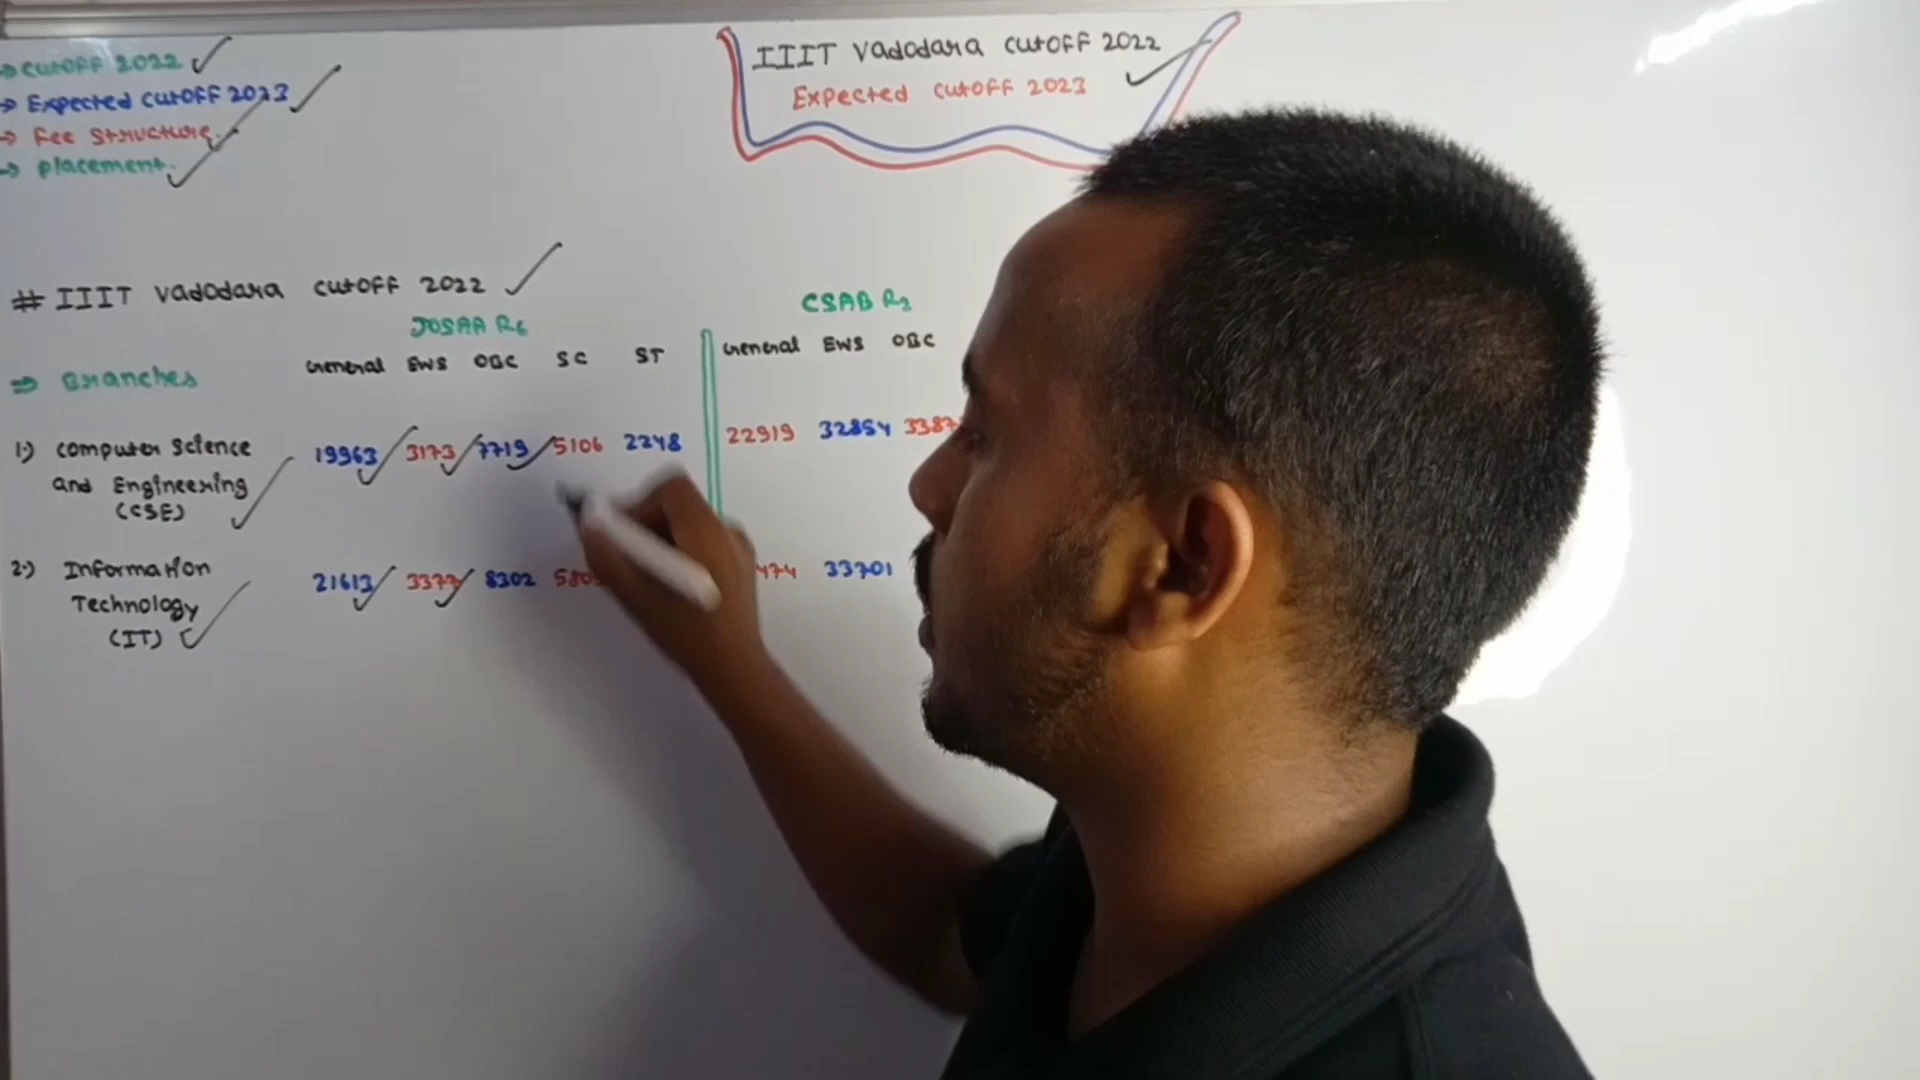 → Cutoff 2022
→ Expected cutoff 2023
→ Fee Structure.
→ placement.
IIIT Vadodara cutoff 2022
Expected cutoff 2023
# IIIT Vadodara cutoff 2022
JOSAA R6
CSAB R2
⇒ Branches General EWS OBC SC ST General EWS OBC
1.) Computer Science 19963 3173 7719 5106 2248 22919 32854
and Engineering
(CSE)
2.) Information 21613 3377 8302 33701
Technology
(IT)